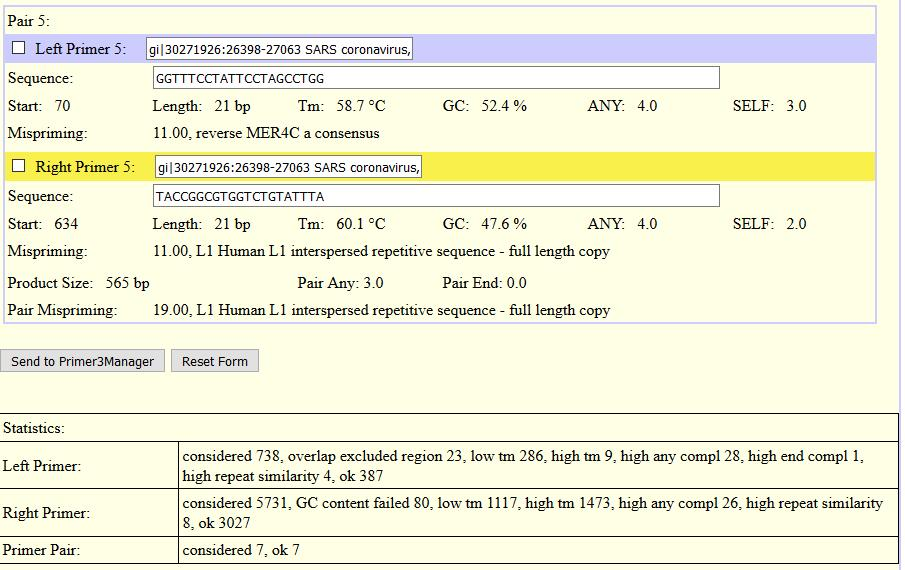 Pair 5:
Left Primer 5: gi|30271926:26398-27063 SARS coronavirus,
Sequence: GGTTTCCTATTCCTAGCCTGG
Start: 70 Length: 21 bp Tm: 58.7 °C GC: 52.4 % ANY: 4.0 SELF: 3.0
Mispriming: 11.00, reverse MER4C a consensus
Right Primer 5: gi|30271926:26398-27063 SARS coronavirus,
Sequence: TACCGGCGTGGTCTGTATTTA
Start: 634 Length: 21 bp Tm: 60.1 °C GC: 47.6 % ANY: 4.0 SELF: 2.0
Mispriming: 11.00, L1 Human L1 interspersed repetitive sequence - full length copy
Product Size: 565 bp Pair Any: 3.0 Pair End: 0.0
Pair Mispriming: 19.00, L1 Human L1 interspersed repetitive sequence - full length copy
Send to Primer3Manager Reset Form
Statistics:
Left Primer: considered 738, overlap excluded region 23, low tm 286, high tm 9, high any compl 28, high end compl 1,
high repeat similarity 4, ok 387
Right Primer: considered 5731, GC content failed 80, low tm 1117, high tm 1473, high any compl 26, high repeat similarity
8, ok 3027
Primer Pair: considered 7, ok 7